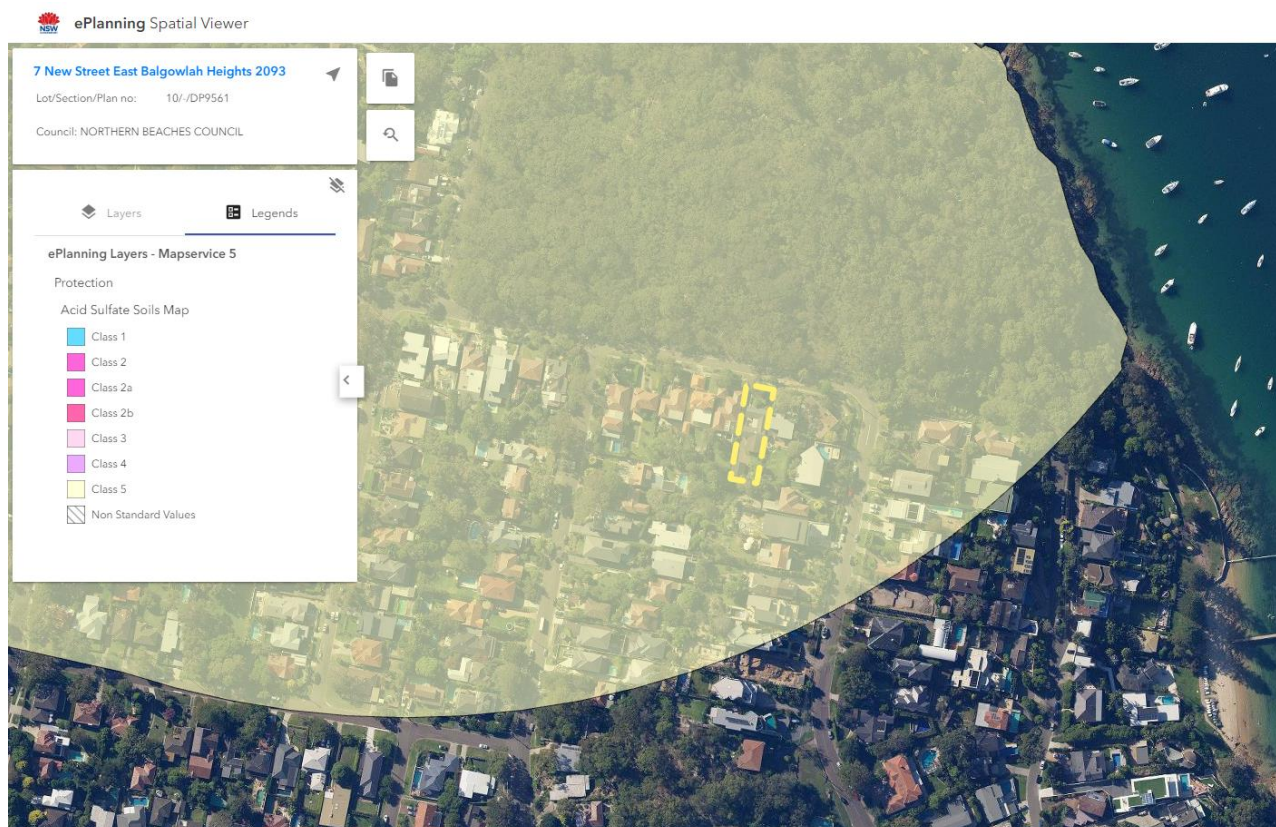 NSW
ePlanning Spatial Viewer
7 New Street East Balgowlah Heights 2093
Lot/Section/Plan no: 10/-/DP9561
Council: NORTHERN BEACHES COUNCIL
Layers
Legends
ePlanning Layers - Mapservice 5
Protection
Acid Sulfate Soils Map
Class 1
Class 2
Class 2a
Class 2b
Class 3
Class 4
Class 5
Non Standard Values